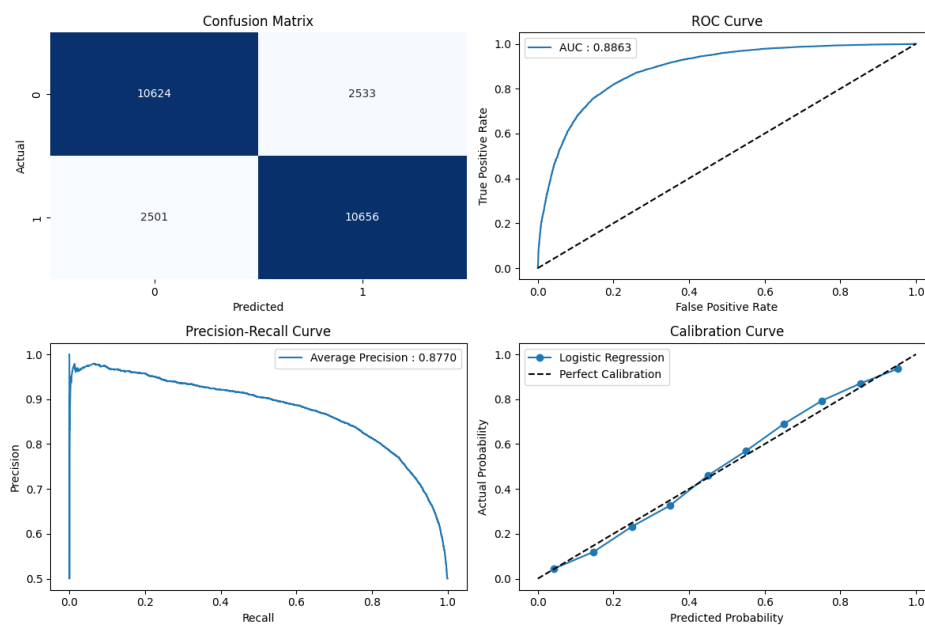 Confusion Matrix
Actual
0
1
10624
2533
2501
10656
0
1
Predicted
ROC Curve
True Positive Rate
1.0
0.8
0.6
0.4
0.2
0.0
AUC : 0.8863
0.0
0.2
0.4
0.6
0.8
1.0
False Positive Rate
Precision-Recall Curve
Precision
1.0
0.9
0.8
0.7
0.6
0.5
Average Precision : 0.8770
0.0
0.2
0.4
0.6
0.8
1.0
Recall
Calibration Curve
Actual Probability
1.0
0.8
0.6
0.4
0.2
0.0
Logistic Regression
Perfect Calibration
0.0
0.2
0.4
0.6
0.8
1.0
Predicted Probability